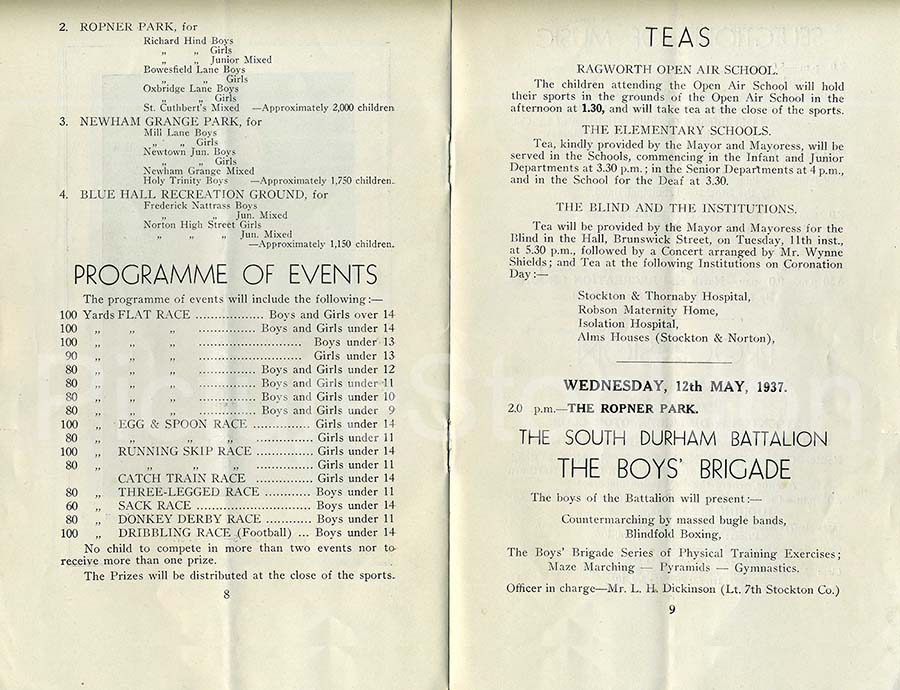 2. ROPNER PARK, for
Richard Hind Boys
„ „ Girls
„ „ Junior Mixed
Bowesfield Lane Boys
„ „ Girls
Oxbridge Lane Boys
„ „ Girls
St. Cuthbert's Mixed —Approximately 2,000 children
3. NEWHAM GRANGE PARK, for
Mill Lane Boys
„ „ Girls
Newtown Jun. Boys
„ „ Girls
Newham Grange Mixed
Holy Trinity Boys —Approximately 1,750 children.
4. BLUE HALL RECREATION GROUND, for
Frederick Nattrass Boys
„ „ Jun. Mixed
Norton High Street Girls
„ „ „ Jun. Mixed
—Approximately 1,150 children.
PROGRAMME OF EVENTS
The programme of events will include the following:—
100 Yards FLAT RACE ................. Boys and Girls over 14
100 „ „ „ .............. Boys and Girls under 14
100 „ „ „ ......................... Boys under 13
90 „ „ „ ......................... Girls under 13
80 „ „ „ .............. Boys and Girls under 12
80 „ „ „ .............. Boys and Girls under 11
80 „ „ „ .............. Boys and Girls under 10
80 „ „ „ .............. Boys and Girls under 9
100 „ EGG & SPOON RACE .............. Girls under 14
80 „ „ „ „ .............. Girls under 11
100 „ RUNNING SKIP RACE .............. Girls under 14
80 „ „ „ „ .............. Girls under 11
CATCH TRAIN RACE .............. Girls under 14
80 „ THREE-LEGGED RACE ............ Boys under 11
60 „ SACK RACE ............................ Boys under 14
80 „ DONKEY DERBY RACE ............ Boys under 11
100 „ DRIBLING RACE (Football) ... Boys under 14
No child to compete in more than two events nor to
receive more than one prize.
The Prizes will be distributed at the close of the sports.
8
TEAS
RAGWORTH OPEN AIR SCHOOL.
The children attending the Open Air School will hold
their sports in the grounds of the Open Air School in the
afternoon at 1.30, and will take tea at the close of the sports.
THE ELEMENTARY SCHOOLS.
Tea, kindly provided by the Mayor and Mayoress, will be
served in the Schools, commencing in the Infant and Junior
Departments at 3.30 p.m.; in the Senior Departments at 4 p.m.,
and in the School for the Deaf at 3.30.
THE BLIND AND THE INSTITUTIONS.
Tea will be provided by the Mayor and Mayoress for the
Blind in the Hall, Brunswick Street, on Tuesday, 11th inst.,
at 5.30 p.m., followed by a Concert arranged by Mr. Wynne
Shields; and Tea at the following Institutions on Coronation
Day:—
Stockton & Thornaby Hospital,
Robson Maternity Home,
Isolation Hospital,
Alms Houses (Stockton & Norton),
WEDNESDAY, 12th MAY, 1937.
2.0 p.m.—THE ROPNER PARK.
THE SOUTH DURHAM BATTALION
THE BOYS' BRIGADE
The boys of the Battalion will present:—
Countermarching by massed bugle bands,
Blindfold Boxing,
The Boys' Brigade Series of Physical Training Exercises;
Maze Marching — Pyramids — Gymnastics.
Officer in charge—Mr. L. H. Dickinson (Lt. 7th Stockton Co.)
9